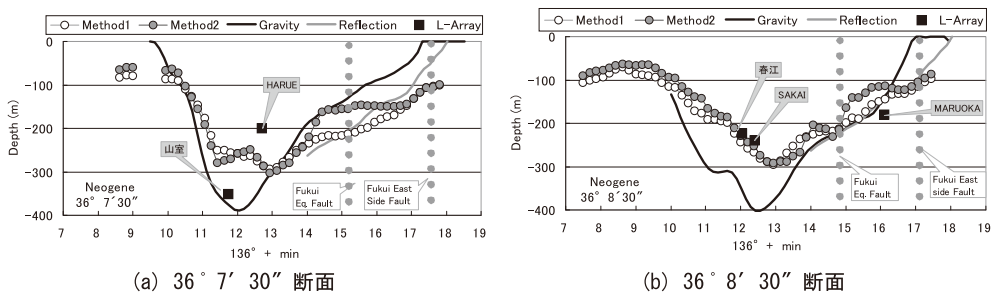 Method1 Method2 Gravity Reflection L-Array
0
-100
-200
-300
-400
Depth (m)
HARUE
山室
Neogene
36° 7´30"
Fukui
Eq. Fault
Fukui East
Side Fault
7 8 9 10 11 12 13 14 15 16 17 18 19
136° + min
(a) 36° 7′ 30″ 断面
Method1 Method2 Gravity Reflection L-Array
0
-100
-200
-300
-400
Depth (m)
春江
SAKAI
MARUOKA
Neogene
36° 8´30"
Fukui
Eq. Fault
Fukui East
side Fault
7 8 9 10 11 12 13 14 15 16 17 18 19
136° + min
(b) 36° 8′ 30″ 断面